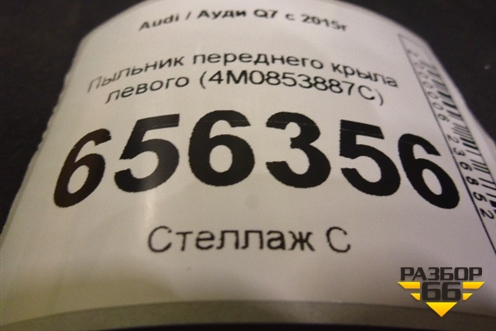 Audi / Ауди Q7 с 2015г
Пыльник переднего крыла
левого (4M0853887C)
656356
Стеллаж С
РАЗБОР
66